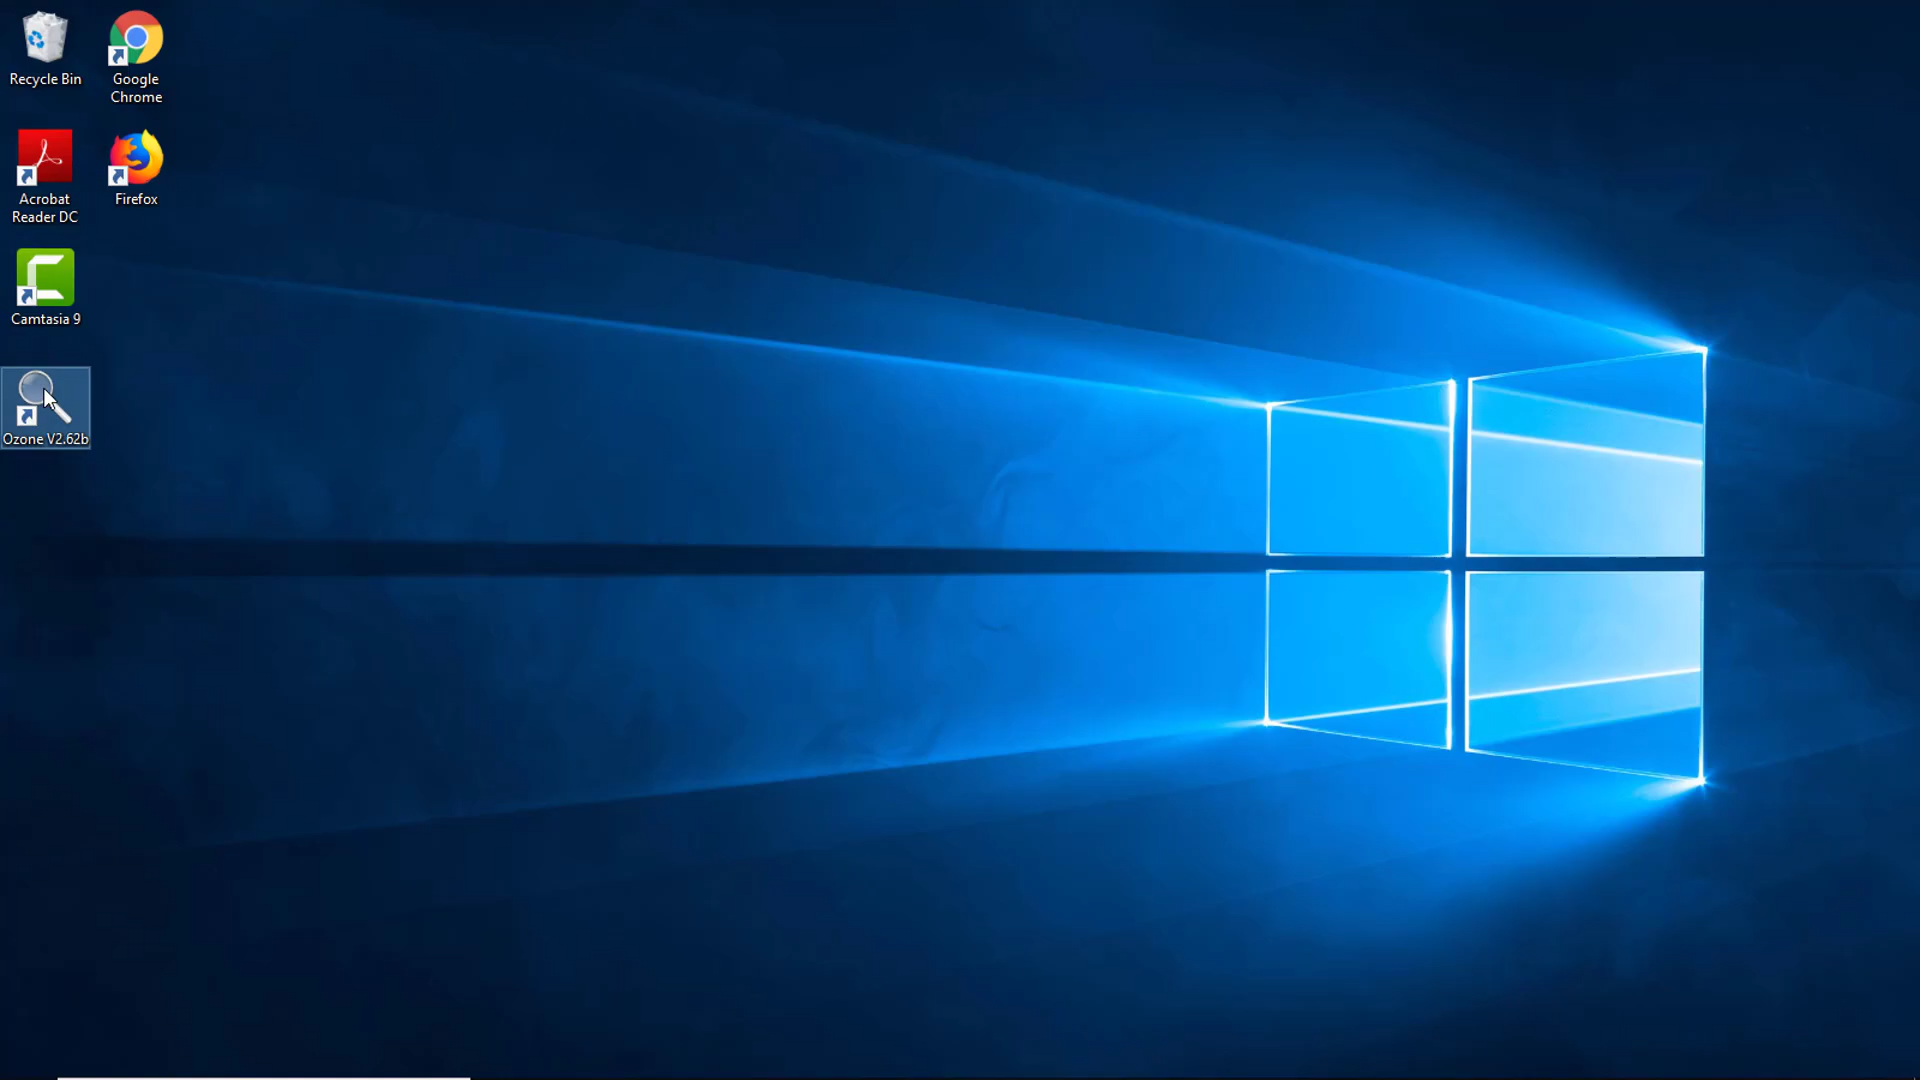 Recycle Bin
Google
Chrome
Acrobat
Reader DC
Firefox
Camtasia 9
Ozone V2.62b